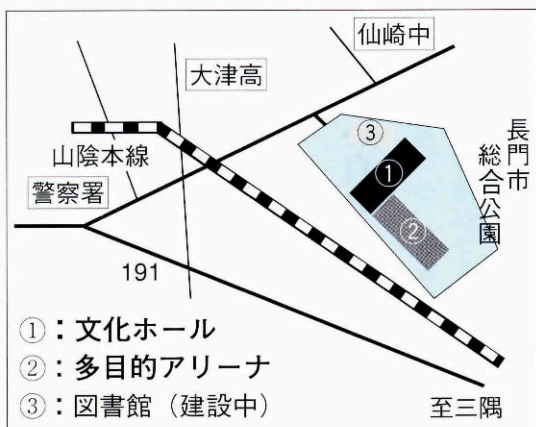 仙崎中
大津高
③
山陰本線
①
長門市
総合公園
警察署
②
191
①：文化ホール
②：多目的アリーナ
③：図書館（建設中）
至三隅